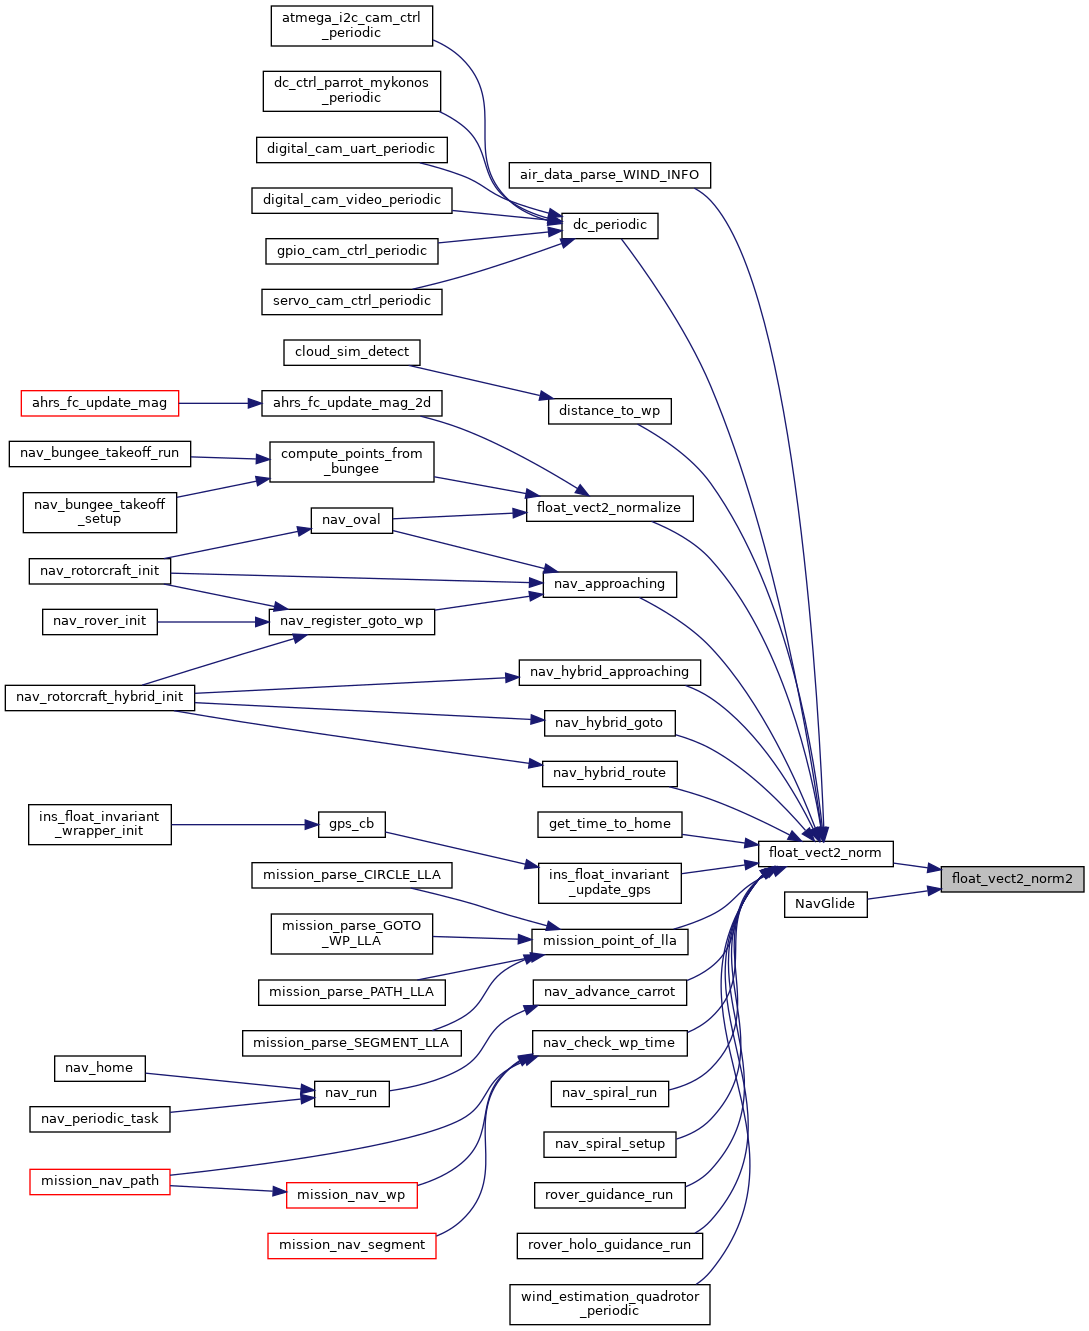 atmega_i2c_cam_ctrl
_periodic
dc_ctrl_parrot_mykonos
_periodic
digital_cam_uart_periodic
air_data_parse_WIND_INFO
digital_cam_video_periodic
dc_periodic
gpio_cam_ctrl_periodic
servo_cam_ctrl_periodic
cloud_sim_detect
ahrs_fc_update_mag
ahrs_fc_update_mag_2d
distance_to_wp
nav_bungee_takeoff_run
compute_points_from
_bungee
nav_bungee_takeoff
_setup
float_vect2_normalize
nav_oval
nav_rotorcraft_init
nav_approaching
nav_rover_init
nav_register_goto_wp
nav_hybrid_approaching
nav_rotorcraft_hybrid_init
nav_hybrid_goto
nav_hybrid_route
ins_float_invariant
_wrapper_init
gps_cb
get_time_to_home
float_vect2_norm
float_vect2_norm2
mission_parse_CIRCLE_LLA
ins_float_invariant
_update_gps
NavGlide
mission_parse_GOTO
_WP_LLA
mission_point_of_lla
mission_parse_PATH_LLA
nav_advance_carrot
mission_parse_SEGMENT_LLA
nav_check_wp_time
nav_home
nav_run
nav_spiral_run
nav_periodic_task
nav_spiral_setup
mission_nav_path
mission_nav_wp
rover_guidance_run
mission_nav_segment
rover_holo_guidance_run
wind_estimation_quadrotor
_periodic